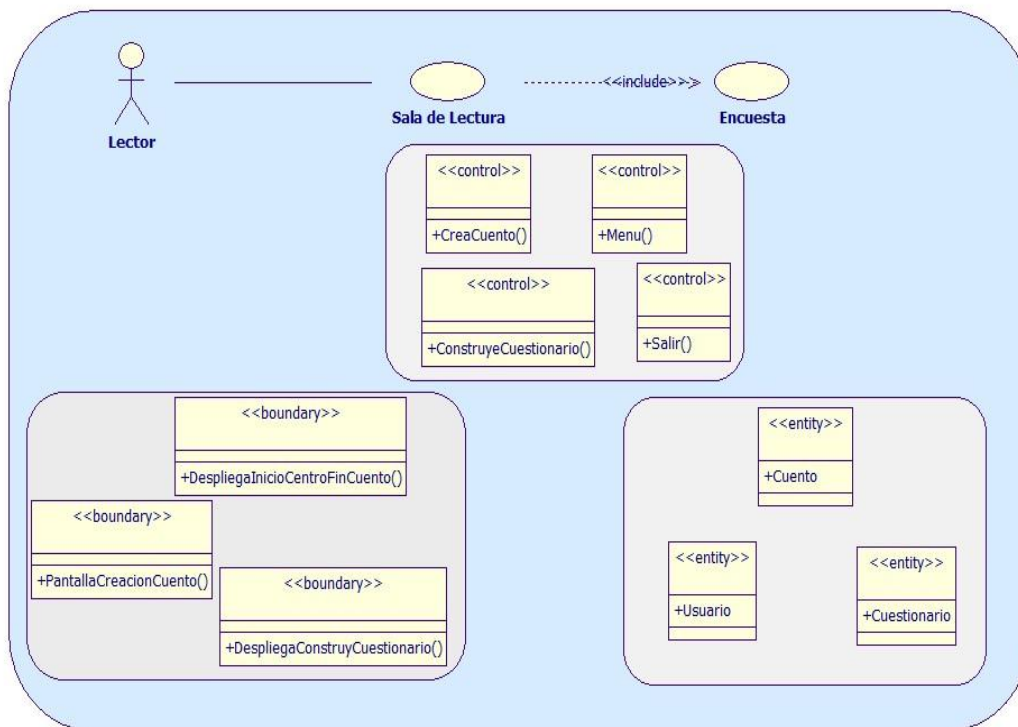 <<include>>
Lector
Sala de Lectura
Encuesta
<<control>>
+CreaCuento()
<<control>>
+Menu()
<<control>>
+ConstruyeCuestionario()
<<control>>
+Salir()
<<boundary>>
+DespliegaInicioCentroFinCuento()
<<boundary>>
+PantallaCreacionCuento()
<<boundary>>
+DespliegaConstruyCuestionario()
<<entity>>
+Cuento
<<entity>>
+Usuario
<<entity>>
+Cuestionario